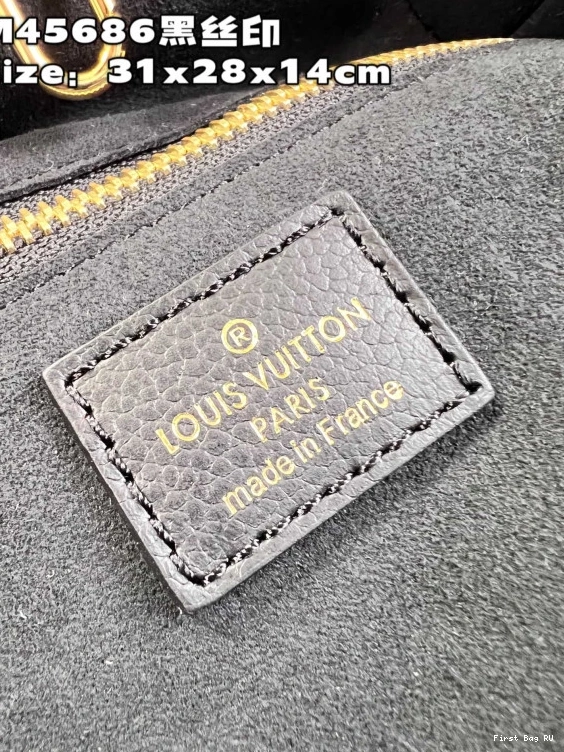 M45686黑丝印
Size：31x28x14cm
®
LOUIS VUITTON
PARIS
made in France
First Bag RU